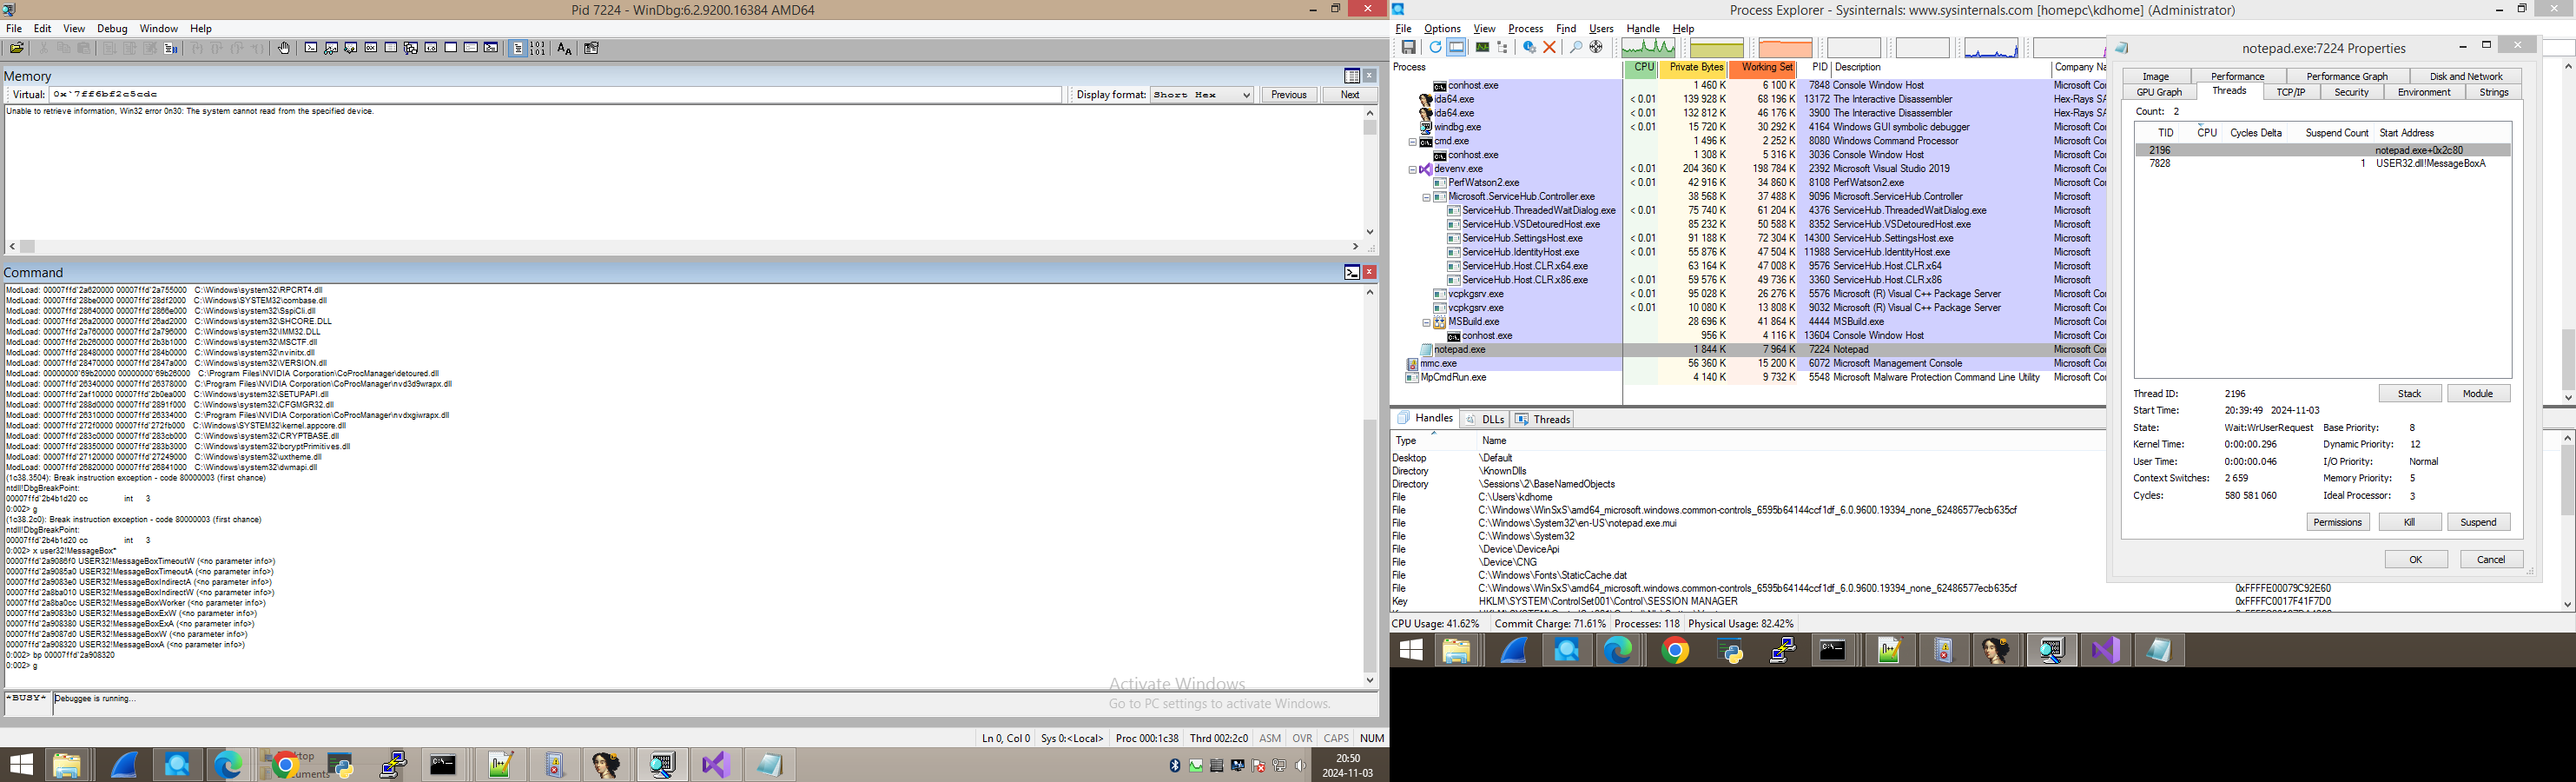 Pid 7224 - WinDbg:6.2.9200.16384 AMD64
File Edit View Debug Window Help
Memory
Virtual: 0x`7ff6bf2c5cdc Display format: Short Hex Previous Next
Unable to retrieve information, Win32 error 0n30: The system cannot read from the specified device.
Command
ModLoad: 00007ffd`2a620000 00007ffd`2a755000 C:\Windows\system32\RPCRT4.dll
ModLoad: 00007ffd`28be0000 00007ffd`28df2000 C:\Windows\SYSTEM32\combase.dll
ModLoad: 00007ffd`28640000 00007ffd`2866e000 C:\Windows\system32\SspiCli.dll
ModLoad: 00007ffd`26a20000 00007ffd`26ad2000 C:\Windows\system32\SHCORE.DLL
ModLoad: 00007ffd`2a760000 00007ffd`2a796000 C:\Windows\system32\IMM32.DLL
ModLoad: 00007ffd`2b260000 00007ffd`2b3b1000 C:\Windows\system32\MSCTF.dll
ModLoad: 00007ffd`28480000 00007ffd`284b0000 C:\Windows\system32\nvinitx.dll
ModLoad: 00007ffd`28470000 00007ffd`2847a000 C:\Windows\system32\VERSION.dll
ModLoad: 00000000`69b20000 00000000`69b26000 C:\Program Files\NVIDIA Corporation\CoProcManager\detoured.dll
ModLoad: 00007ffd`26340000 00007ffd`26378000 C:\Program Files\NVIDIA Corporation\CoProcManager\nvd3d9wrapx.dll
ModLoad: 00007ffd`2af10000 00007ffd`2b0ea000 C:\Windows\system32\SETUPAPI.dll
ModLoad: 00007ffd`288d0000 00007ffd`2891f000 C:\Windows\system32\CFGMGR32.dll
ModLoad: 00007ffd`26310000 00007ffd`26334000 C:\Program Files\NVIDIA Corporation\CoProcManager\nvdxgiwrapx.dll
ModLoad: 00007ffd`272f0000 00007ffd`272fb000 C:\Windows\SYSTEM32\kernel.appcore.dll
ModLoad: 00007ffd`283c0000 00007ffd`283cb000 C:\Windows\system32\CRYPTBASE.dll
ModLoad: 00007ffd`28350000 00007ffd`283b3000 C:\Windows\system32\bcryptPrimitives.dll
ModLoad: 00007ffd`27120000 00007ffd`27249000 C:\Windows\system32\uxtheme.dll
ModLoad: 00007ffd`26820000 00007ffd`26841000 C:\Windows\system32\dwmapi.dll
(1c38.3504): Break instruction exception - code 80000003 (first chance)
ntdll!DbgBreakPoint:
00007ffd`2b4b1d20 cc int 3
0:002> g
(1c38.2c0): Break instruction exception - code 80000003 (first chance)
ntdll!DbgBreakPoint:
00007ffd`2b4b1d20 cc int 3
0:002> x user32!MessageBox*
00007ffd`2a9086f0 USER32!MessageBoxTimeoutW (<no parameter info>)
00007ffd`2a9085a0 USER32!MessageBoxTimeoutA (<no parameter info>)
00007ffd`2a9083e0 USER32!MessageBoxIndirectA (<no parameter info>)
00007ffd`2a8ba010 USER32!MessageBoxIndirectW (<no parameter info>)
00007ffd`2a8ba0cc USER32!MessageBoxWorker (<no parameter info>)
00007ffd`2a9083b0 USER32!MessageBoxExW (<no parameter info>)
00007ffd`2a908380 USER32!MessageBoxExA (<no parameter info>)
00007ffd`2a9087d0 USER32!MessageBoxW (<no parameter info>)
00007ffd`2a908320 USER32!MessageBoxA (<no parameter info>)
0:002> bp 00007ffd`2a908320
0:002> g
*BUSY* Debuggee is running...
Activate Windows
Go to PC settings to activate Windows.
Ln 0, Col 0 Sys 0:<Local> Proc 000:1c38 Thrd 002:2c0 ASM OVR CAPS NUM
20:50
2024-11-03
Process Explorer - Sysinternals: www.sysinternals.com [homepc\kdhome] (Administrator)
File Options View Process Find Users Handle Help
Process CPU Private Bytes Working Set PID Description Company Na
conhost.exe 1 460 K 6 100 K 7848 Console Window Host Microsoft Cor
ida64.exe < 0.01 139 928 K 68 196 K 13172 The Interactive Disassembler Hex-Rays SA
ida64.exe < 0.01 132 812 K 46 176 K 3900 The Interactive Disassembler Hex-Rays SA
windbg.exe < 0.01 15 720 K 30 292 K 4164 Windows GUI symbolic debugger Microsoft Cor
cmd.exe 1 496 K 2 252 K 8080 Windows Command Processor Microsoft Cor
conhost.exe 1 308 K 5 316 K 3036 Console Window Host Microsoft Cor
devenv.exe < 0.01 204 360 K 198 784 K 2392 Microsoft Visual Studio 2019 Microsoft Cor
PerfWatson2.exe < 0.01 42 916 K 34 860 K 8108 PerfWatson2.exe Microsoft Cor
Microsoft.ServiceHub.Controller.exe 38 568 K 37 488 K 9096 Microsoft.ServiceHub.Controller.exe Microsoft
ServiceHub.ThreadedWaitDialog.exe < 0.01 75 740 K 61 204 K 4376 ServiceHub.ThreadedWaitDialog.exe Microsoft
ServiceHub.VSDetouredHost.exe 85 232 K 50 588 K 8352 ServiceHub.VSDetouredHost.exe Microsoft
ServiceHub.SettingsHost.exe < 0.01 91 188 K 72 304 K 14300 ServiceHub.SettingsHost.exe Microsoft
ServiceHub.IdentityHost.exe < 0.01 55 876 K 47 504 K 11988 ServiceHub.IdentityHost.exe Microsoft
ServiceHub.Host.CLR.x64.exe 63 164 K 47 008 K 9576 ServiceHub.Host.CLR.x64 Microsoft
ServiceHub.Host.CLR.x86.exe < 0.01 59 576 K 49 736 K 3360 ServiceHub.Host.CLR.x86 Microsoft
vcpkgsrv.exe < 0.01 95 028 K 26 276 K 5576 Microsoft (R) Visual C++ Package Server Microsoft Cor
vcpkgsrv.exe < 0.01 10 080 K 13 808 K 9032 Microsoft (R) Visual C++ Package Server Microsoft Cor
MSBuild.exe 28 696 K 41 864 K 4444 MSBuild.exe Microsoft Cor
conhost.exe 956 K 4 116 K 13604 Console Window Host Microsoft Cor
notepad.exe 1 844 K 7 964 K 7224 Notepad Microsoft Cor
mmc.exe 56 360 K 15 200 K 6072 Microsoft Management Console Microsoft Cor
MpCmdRun.exe 4 140 K 9 732 K 5548 Microsoft Malware Protection Command Line Utility Microsoft Cor
Handles DLLs Threads
Type Name
Desktop \Default
Directory \KnownDlls
Directory \Sessions\2\BaseNamedObjects
File C:\Users\kdhome
File C:\Windows\WinSxS\amd64_microsoft.windows.common-controls_6595b64144ccf1df_6.0.9600.19394_none_62486577ecb635cf
File C:\Windows\System32\en-US\notepad.exe.mui
File C:\Windows\System32
File \Device\DeviceApi
File \Device\CNG
File C:\Windows\Fonts\StaticCache.dat
File C:\Windows\WinSxS\amd64_microsoft.windows.common-controls_6595b64144ccf1df_6.0.9600.19394_none_62486577ecb635cf 0xFFFFE00079C92E60
Key HKLM\SYSTEM\ControlSet001\Control\SESSION MANAGER 0xFFFFC0017F41F7D0
CPU Usage: 41.62% Commit Charge: 71.61% Processes: 118 Physical Usage: 82.42%
notepad.exe:7224 Properties
Image Performance Performance Graph Disk and Network
GPU Graph Threads TCP/IP Security Environment Strings
Count: 2
TID CPU Cycles Delta Suspend Count Start Address
2196 notepad.exe+0x2c80
7828 1 USER32.dll!MessageBoxA
Thread ID: 2196 Stack Module
Start Time: 20:39:49 2024-11-03
State: Wait:WrUserRequest Base Priority: 8
Kernel Time: 0:00:00.296 Dynamic Priority: 12
User Time: 0:00:00.046 I/O Priority: Normal
Context Switches: 2 659 Memory Priority: 5
Cycles: 580 581 060 Ideal Processor: 3
Permissions Kill Suspend
OK Cancel